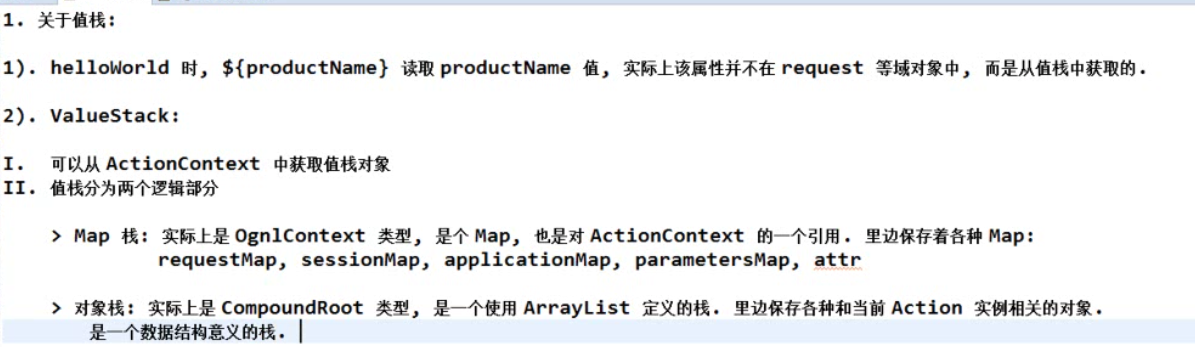 1. 关于值栈:
1). helloWorld 时, ${productName} 读取 productName 值, 实际上该属性并不在 request 等域对象中, 而是从值栈中获取的.
2). ValueStack:
I. 可以从 ActionContext 中获取值栈对象
II. 值栈分为两个逻辑部分
> Map 栈: 实际上是 OgnlContext 类型, 是个 Map, 也是对 ActionContext 的一个引用. 里边保存着各种 Map:
requestMap, sessionMap, applicationMap, parametersMap, attr
> 对象栈: 实际上是 CompoundRoot 类型, 是一个使用 ArrayList 定义的栈. 里边保存各种和当前 Action 实例相关的对象.
是一个数据结构意义的栈.